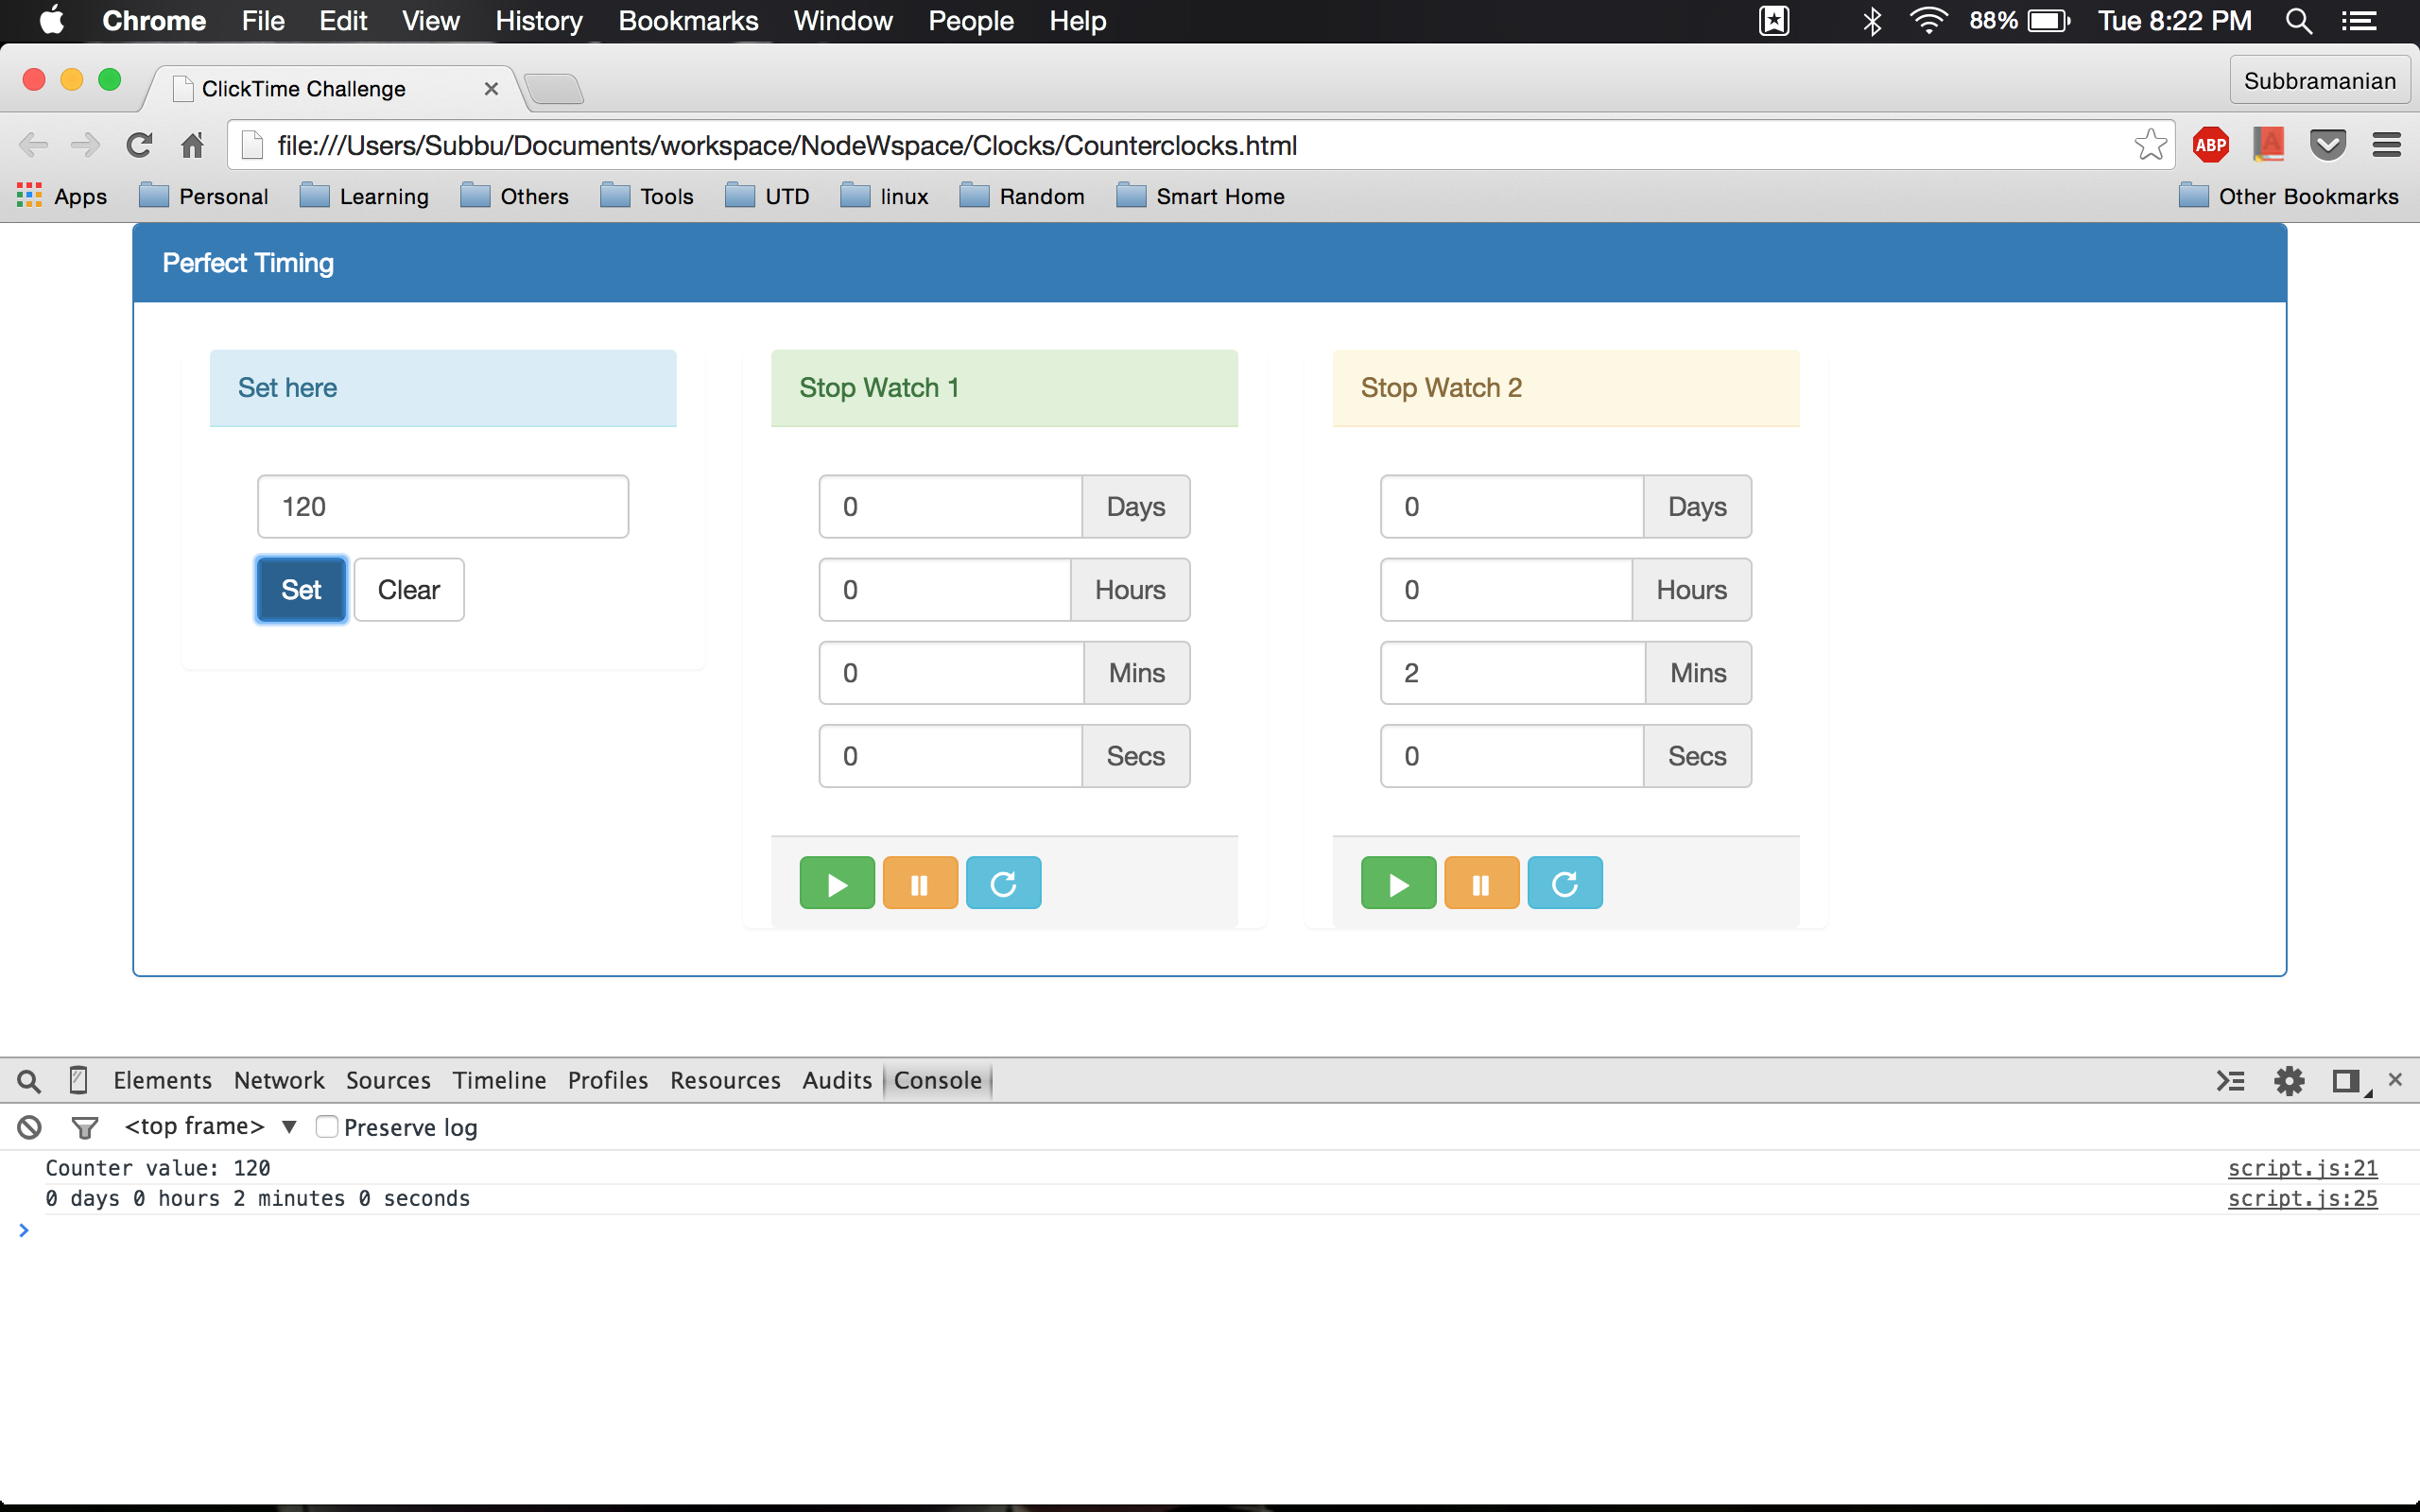 Chrome File Edit View History Bookmarks Window People Help 88% Tue 8:22 PM
ClickTime Challenge Subbramanian
file:///Users/Subbu/Documents/workspace/NodeWspace/Clocks/Counterclocks.html ABP
Apps Personal Learning Others Tools UTD linux Random Smart Home Other Bookmarks
Perfect Timing
Set here
120
Set Clear
Stop Watch 1
0 Days
0 Hours
0 Mins
0 Secs
Stop Watch 2
0 Days
0 Hours
2 Mins
0 Secs
Elements Network Sources Timeline Profiles Resources Audits Console
<top frame> Preserve log
Counter value: 120 script.js:21
0 days 0 hours 2 minutes 0 seconds script.js:25